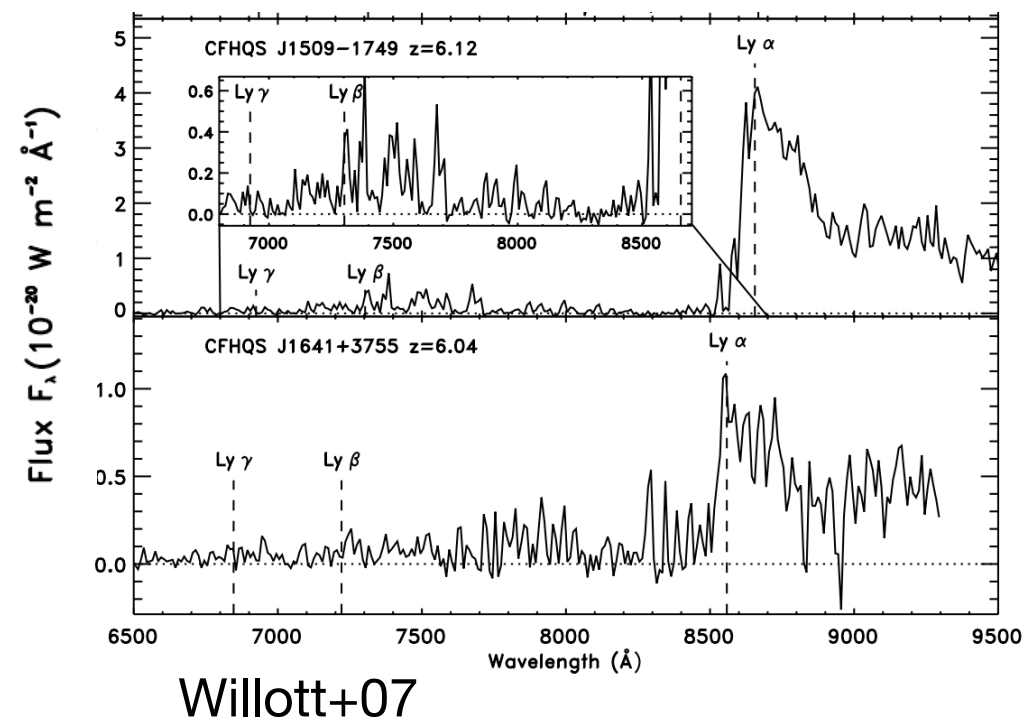 CFHQS J1509−1749 z=6.12
Ly α
5
4
3
2
1
0
Ly γ
Ly β
0.6
0.4
0.2
0.0
7000 7500 8000 8500
Ly γ
Ly β
Flux Fλ(10⁻²⁰ W m⁻² Å⁻¹)
CFHQS J1641+3755 z=6.04
Ly α
Ly γ
Ly β
1.0
0.5
0.0
6500 7000 7500 8000 8500 9000 9500
Wavelength (Å)
Willott+07